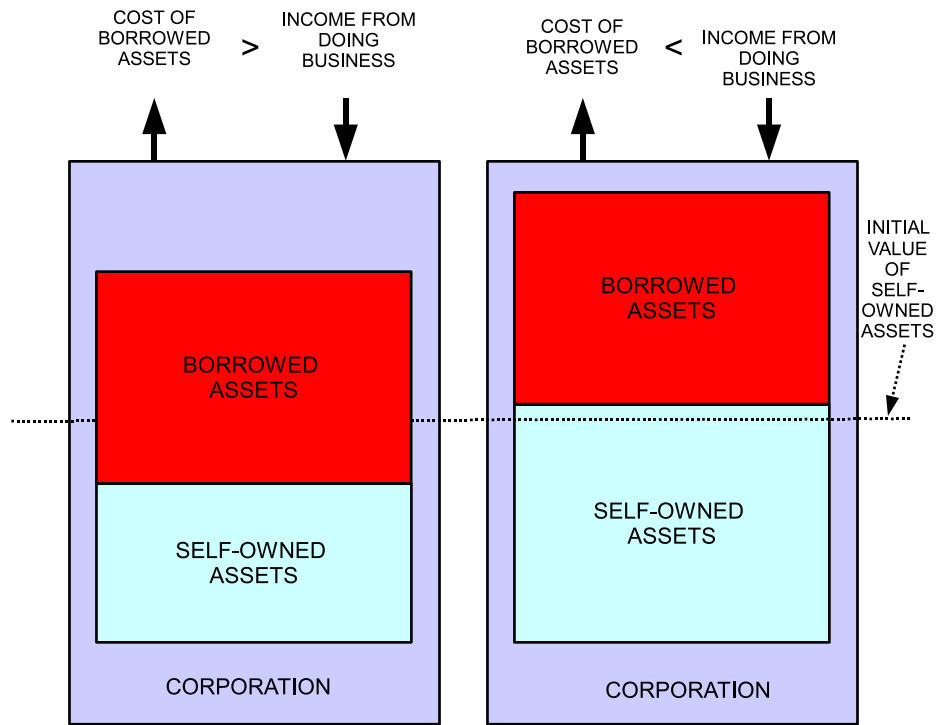 COST OF
BORROWED
ASSETS
>
INCOME FROM
DOING
BUSINESS
COST OF
BORROWED
ASSETS
<
INCOME FROM
DOING
BUSINESS
BORROWED
ASSETS
SELF-OWNED
ASSETS
CORPORATION
BORROWED
ASSETS
SELF-OWNED
ASSETS
CORPORATION
INITIAL
VALUE
OF
SELF-
OWNED
ASSETS